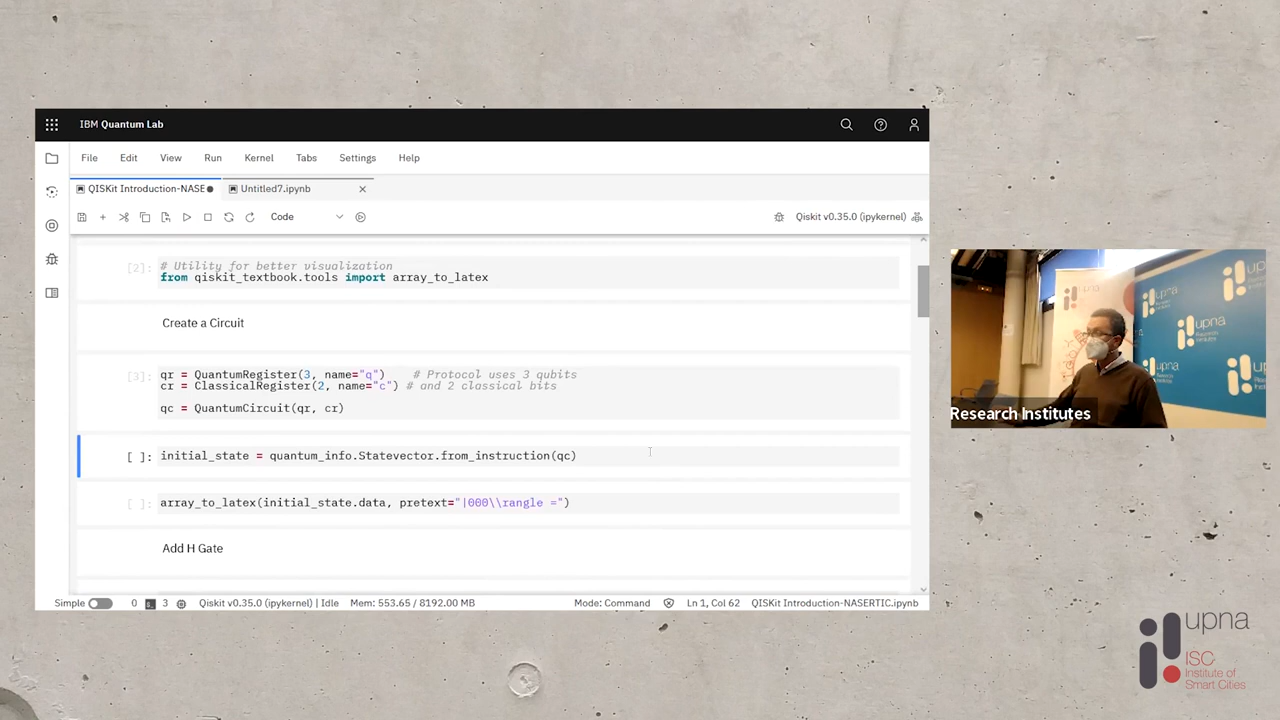 IBM Quantum Lab
File Edit View Run Kernel Tabs Settings Help
QISKit Introduction-NASE Untitled7.ipynb
Code Qiskit v0.35.0 (ipykernel)
[2]: # Utility for better visualization
from qiskit_textbook.tools import array_to_latex
Create a Circuit
[3]: qr = QuantumRegister(3, name="q") # Protocol uses 3 qubits
cr = ClassicalRegister(2, name="c") # and 2 classical bits
qc = QuantumCircuit(qr, cr)
[ ]: initial_state = quantum_info.Statevector.from_instruction(qc)
[ ]: array_to_latex(initial_state.data, pretext="|000\\rangle =")
Add H Gate
Simple 0 3 Qiskit v0.35.0 (ipykernel) | Idle Mem: 553.65 / 8192.00 MB Mode: Command Ln 1, Col 62 QISKit Introduction-NASERTIC.ipynb
upna
upna
upna
Research Institutes
upna
ISC
Institute of
Smart Cities